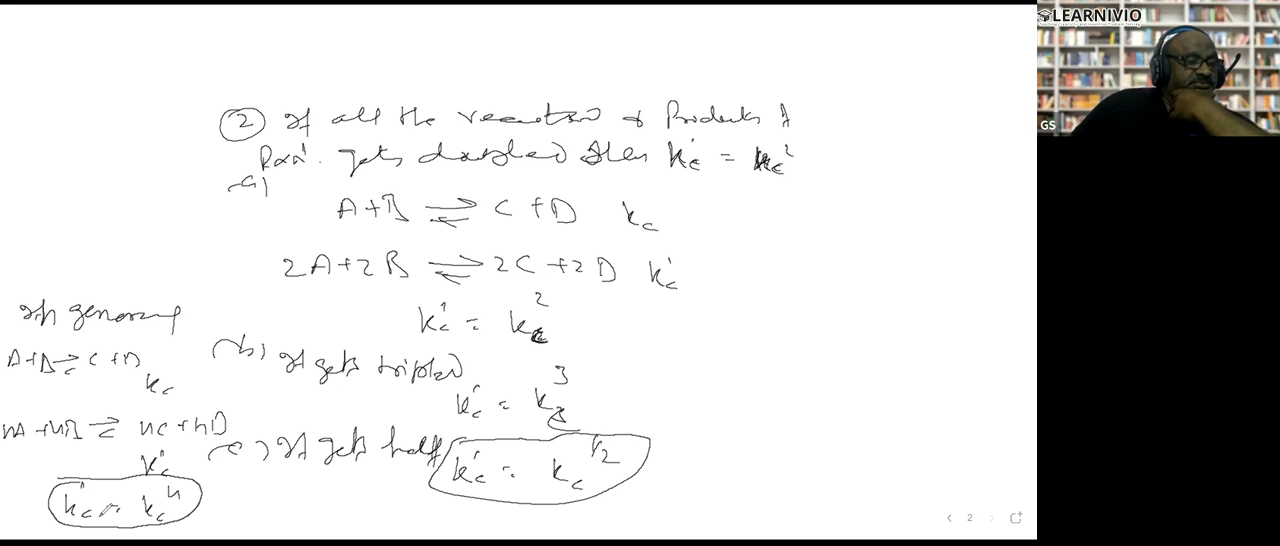 ② If all the reactions & Products of
Rxn. gets doubled then Kc' = Kc²
(a)
A+B ⇌ C+D Kc
2A+2B ⇌ 2C+2D Kc'
Kc' = Kc²
In general
A+B ⇌ C+D
Kc
(b) If gets tripled
Kc' = Kc³
nA+nB ⇌ nC+nD
Kc'
(c) If gets half
Kc' = Kc^1/2
Kc' = Kc^n
LEARNIVIO
GS
2